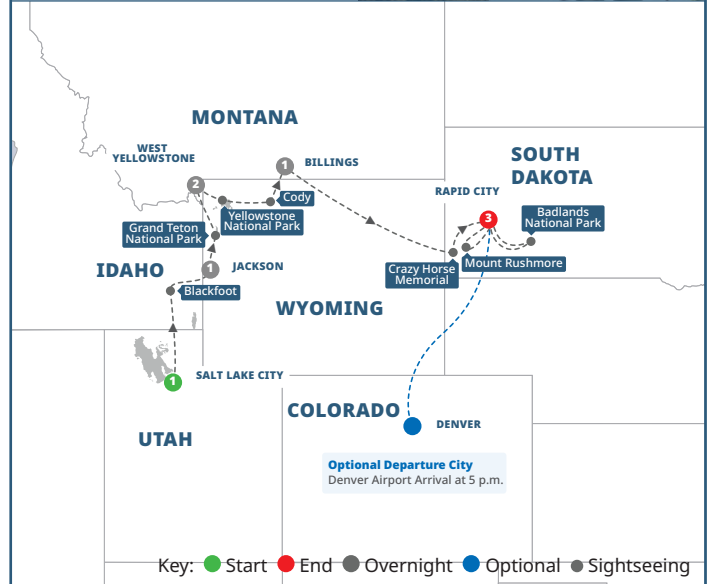 MONTANA
WEST
YELLOWSTONE
2
1
BILLINGS
SOUTH
DAKOTA
RAPID CITY
3
Cody
Yellowstone
National Park
Badlands
National Park
Grand Teton
National Park
Mount Rushmore
Crazy Horse
Memorial
IDAHO
1
JACKSON
Blackfoot
WYOMING
1
SALT LAKE CITY
COLORADO
DENVER
UTAH
Optional Departure City
Denver Airport Arrival at 5 p.m.
Key: Start End Overnight Optional Sightseeing